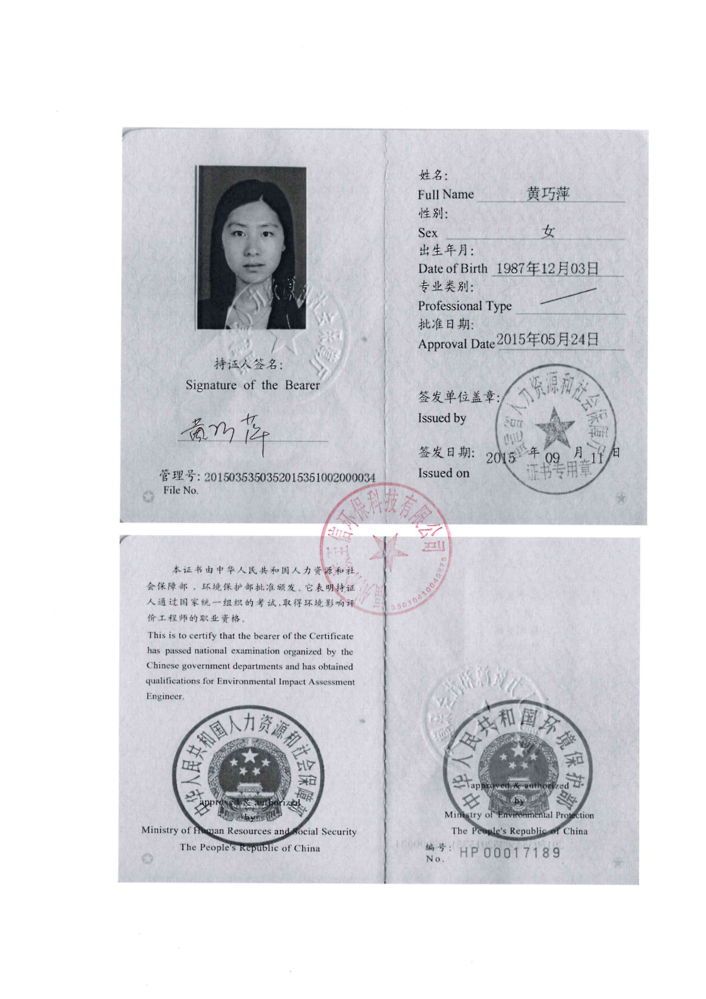 姓名:
Full Name 黄巧萍
性别:
Sex 女
出生年月:
Date of Birth 1987年12月03日
专业类别:
Professional Type
批准日期:
Approval Date 2015年05月24日
持证人签名:
Signature of the Bearer
黄巧萍
管理号: 2015035350352015351002000034
File No.
签发单位盖章:
Issued by
福建省人力资源和社会保障厅
证书专用章
签发日期: 2015 年 09 月 11 日
Issued on
信环保科技有限公司
35010410045875
本证书由中华人民共和国人力资源和社
会保障部、环境保护部批准颁发。它表明持证
人通过国家统一组织的考试,取得环境影响评
价工程师的职业资格。
This is to certify that the bearer of the Certificate
has passed national examination organized by the
Chinese government departments and has obtained
qualifications for Environmental Impact Assessment
Engineer.
中华人民共和国人力资源和社会保障部
approved & authorized
by
Ministry of Human Resources and Social Security
The People's Republic of China
中华人民共和国环境保护部
approved & authorized
by
Ministry of Environmental Protection
The People's Republic of China
编号:
No. HP00017189